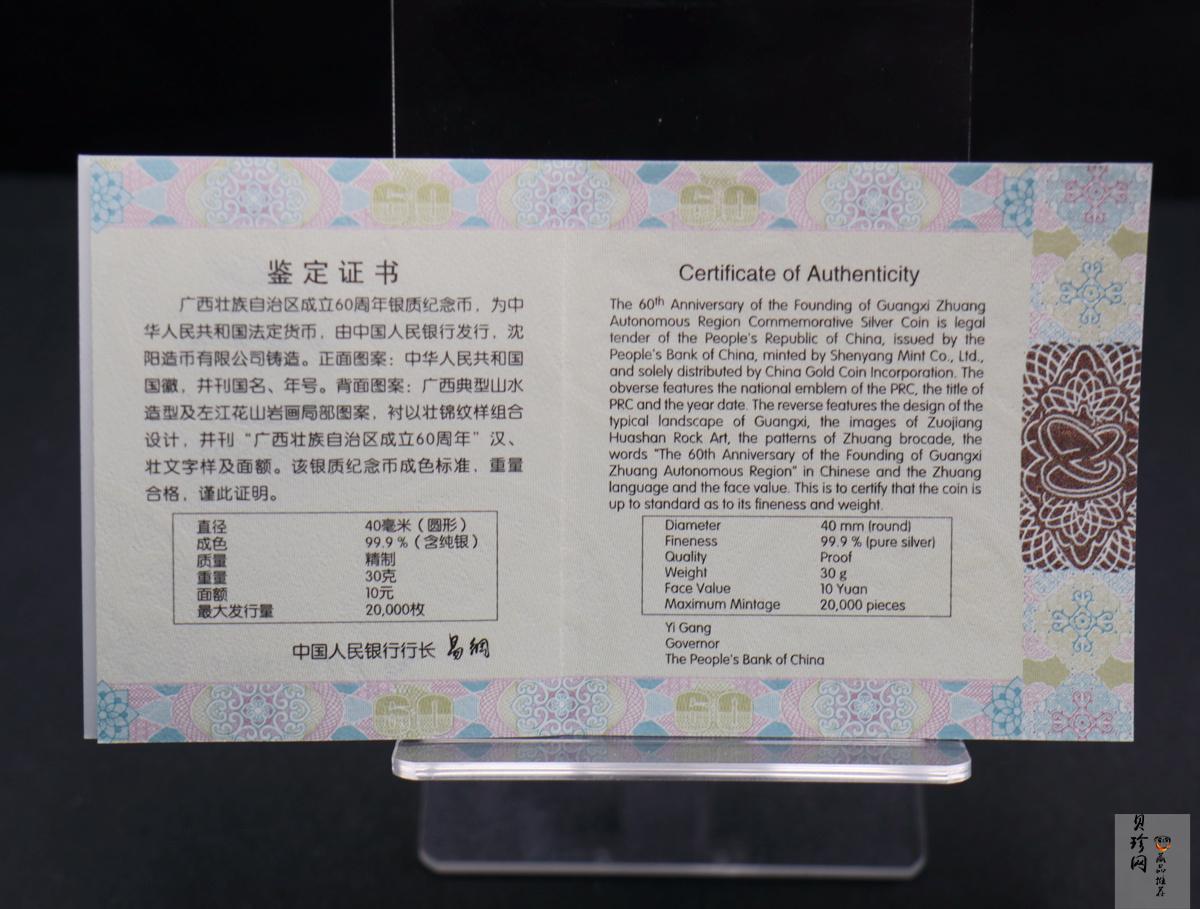 60 60
鉴定证书
广西壮族自治区成立60周年银质纪念币，为中
华人民共和国法定货币，由中国人民银行发行，沈
阳造币有限公司铸造。正面图案：中华人民共和国
国徽，并刊国名、年号。背面图案：广西典型山水
造型及左江花山岩画局部图案，衬以壮锦纹样组合
设计，并刊“广西壮族自治区成立60周年”汉、
壮文字样及面额。该银质纪念币成色标准，重量
合格，谨此证明。
直径 40毫米（圆形）
成色 99.9％（含纯银）
质量 精制
重量 30克
面额 10元
最大发行量 20,000枚
中国人民银行行长 易纲
Certificate of Authenticity
The 60th Anniversary of the Founding of Guangxi Zhuang
Autonomous Region Commemorative Silver Coin is legal
tender of the People's Republic of China, issued by the
People's Bank of China, minted by Shenyang Mint Co., Ltd.,
and solely distributed by China Gold Coin Incorporation. The
obverse features the national emblem of the PRC, the title of
PRC and the year date. The reverse features the design of the
typical landscape of Guangxi, the images of Zuojiang
Huashan Rock Art, the patterns of Zhuang brocade, the
words "The 60th Anniversary of the Founding of Guangxi
Zhuang Autonomous Region" in Chinese and the Zhuang
language and the face value. This is to certify that the coin is
up to standard as to its fineness and weight.
Diameter 40 mm (round)
Fineness 99.9 % (pure silver)
Quality Proof
Weight 30 g
Face Value 10 Yuan
Maximum Mintage 20,000 pieces
Yi Gang
Governor
The People's Bank of China
60 60
贝珍网
藏品推荐